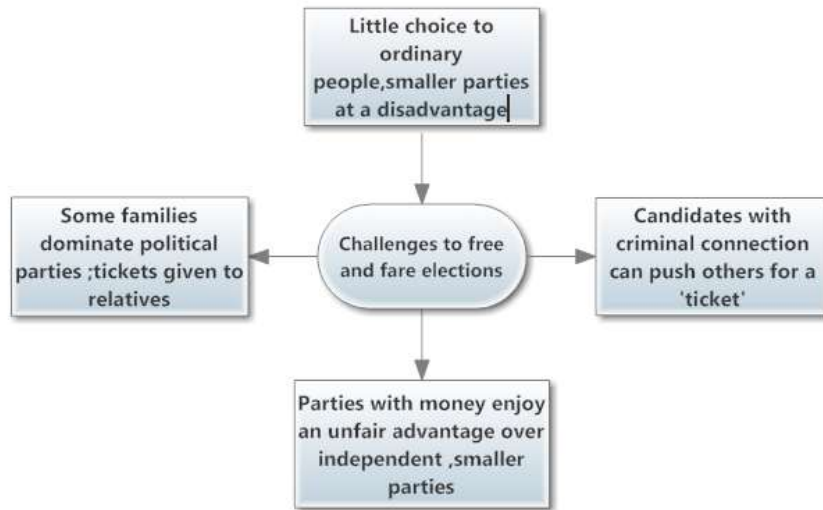 Little choice to
ordinary
people,smaller parties
at a disadvantage
Some families
dominate political
parties ;tickets given to
relatives
Challenges to free
and fare elections
Candidates with
criminal connection
can push others for a
'ticket'
Parties with money enjoy
an unfair advantage over
independent ,smaller
parties